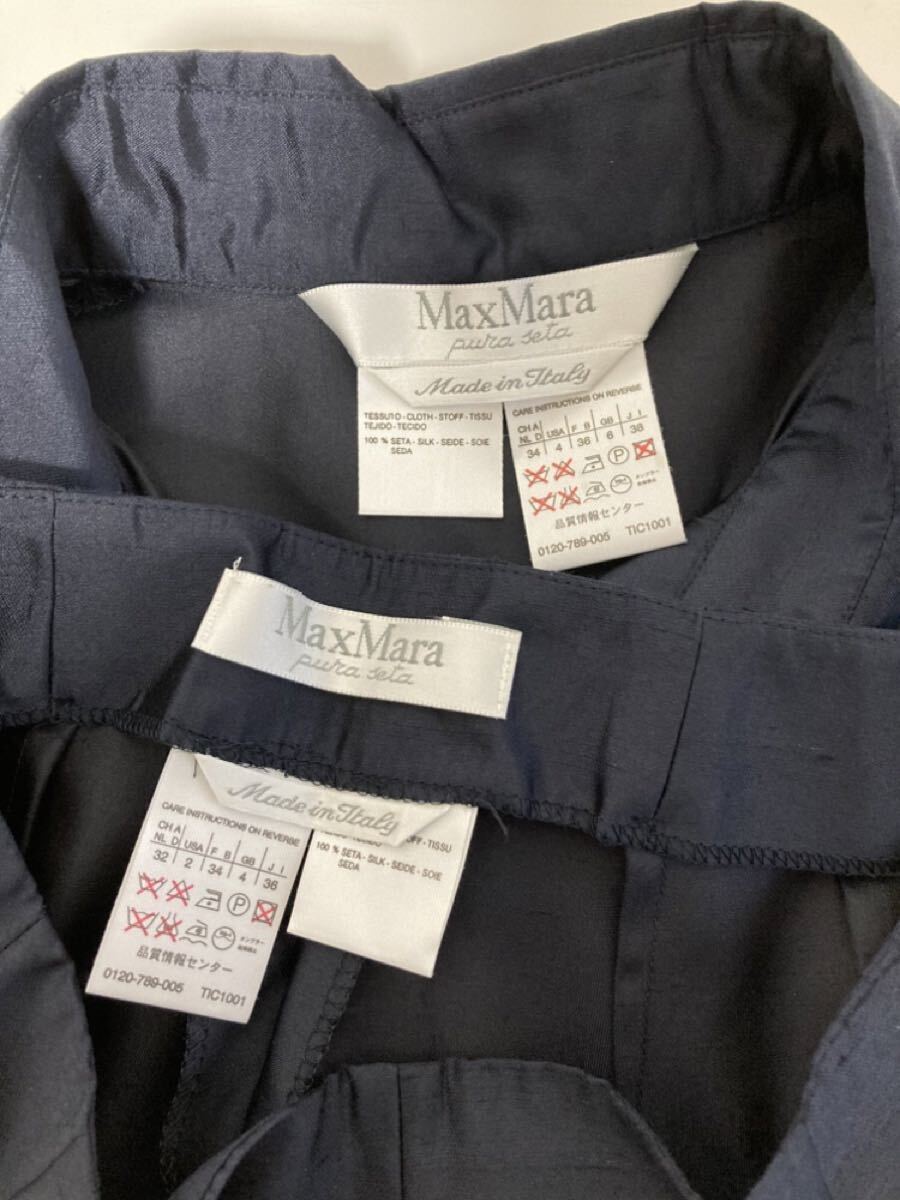 MaxMara
pura seta
Made in Italy
TESSUTO - CLOTH - STOFF - TISSU
TEJIDO - TECIDO
100 % SETA - SILK - SEIDE - SOIE
SEDA
CARE INSTRUCTIONS ON REVERSE
CH A
NL D USA F B GB J I
34 4 36 6 38
P
品質情報センター
0120-789-005 TIC1001
MaxMara
pura seta
Made in Italy
CARE INSTRUCTIONS ON REVERSE
CH A
NL D USA F B GB J I
32 2 34 4 36
P
品質情報センター
0120-789-005 TIC1001
STOFF - TISSU
100 % SETA - SILK - SEIDE - SOIE
SEDA